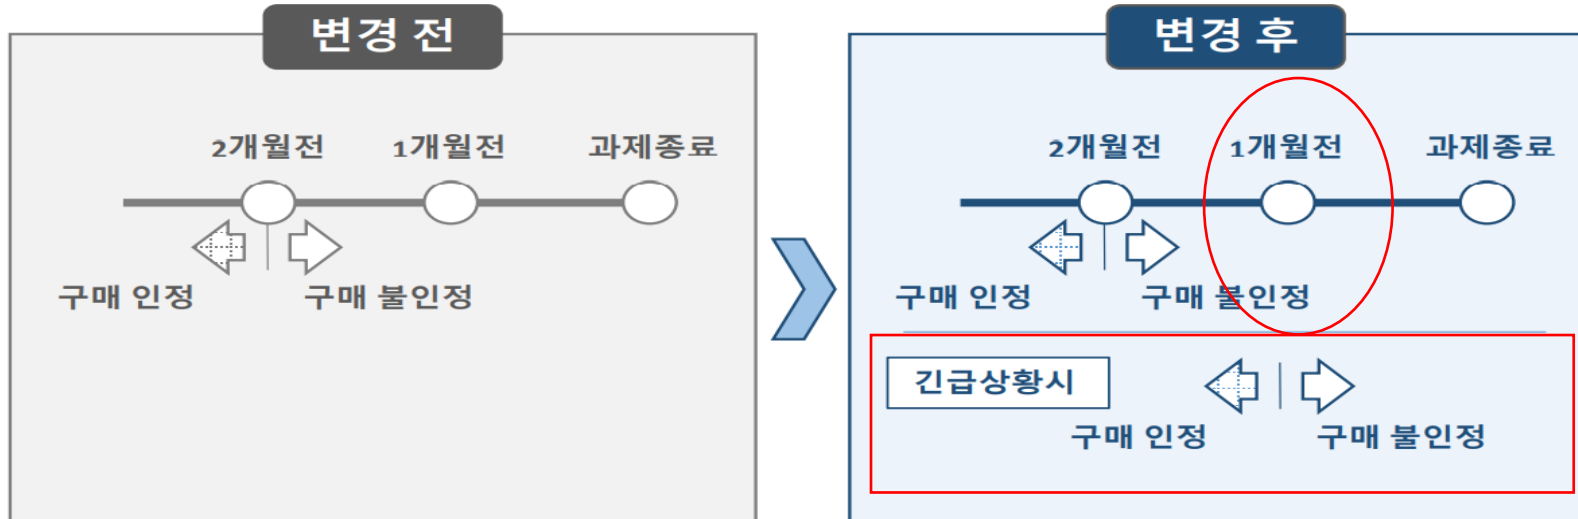 변경 전
2개월전 1개월전 과제종료
구매 인정 구매 불인정
변경 후
2개월전 1개월전 과제종료
구매 인정 구매 불인정
긴급상황시
구매 인정 구매 불인정